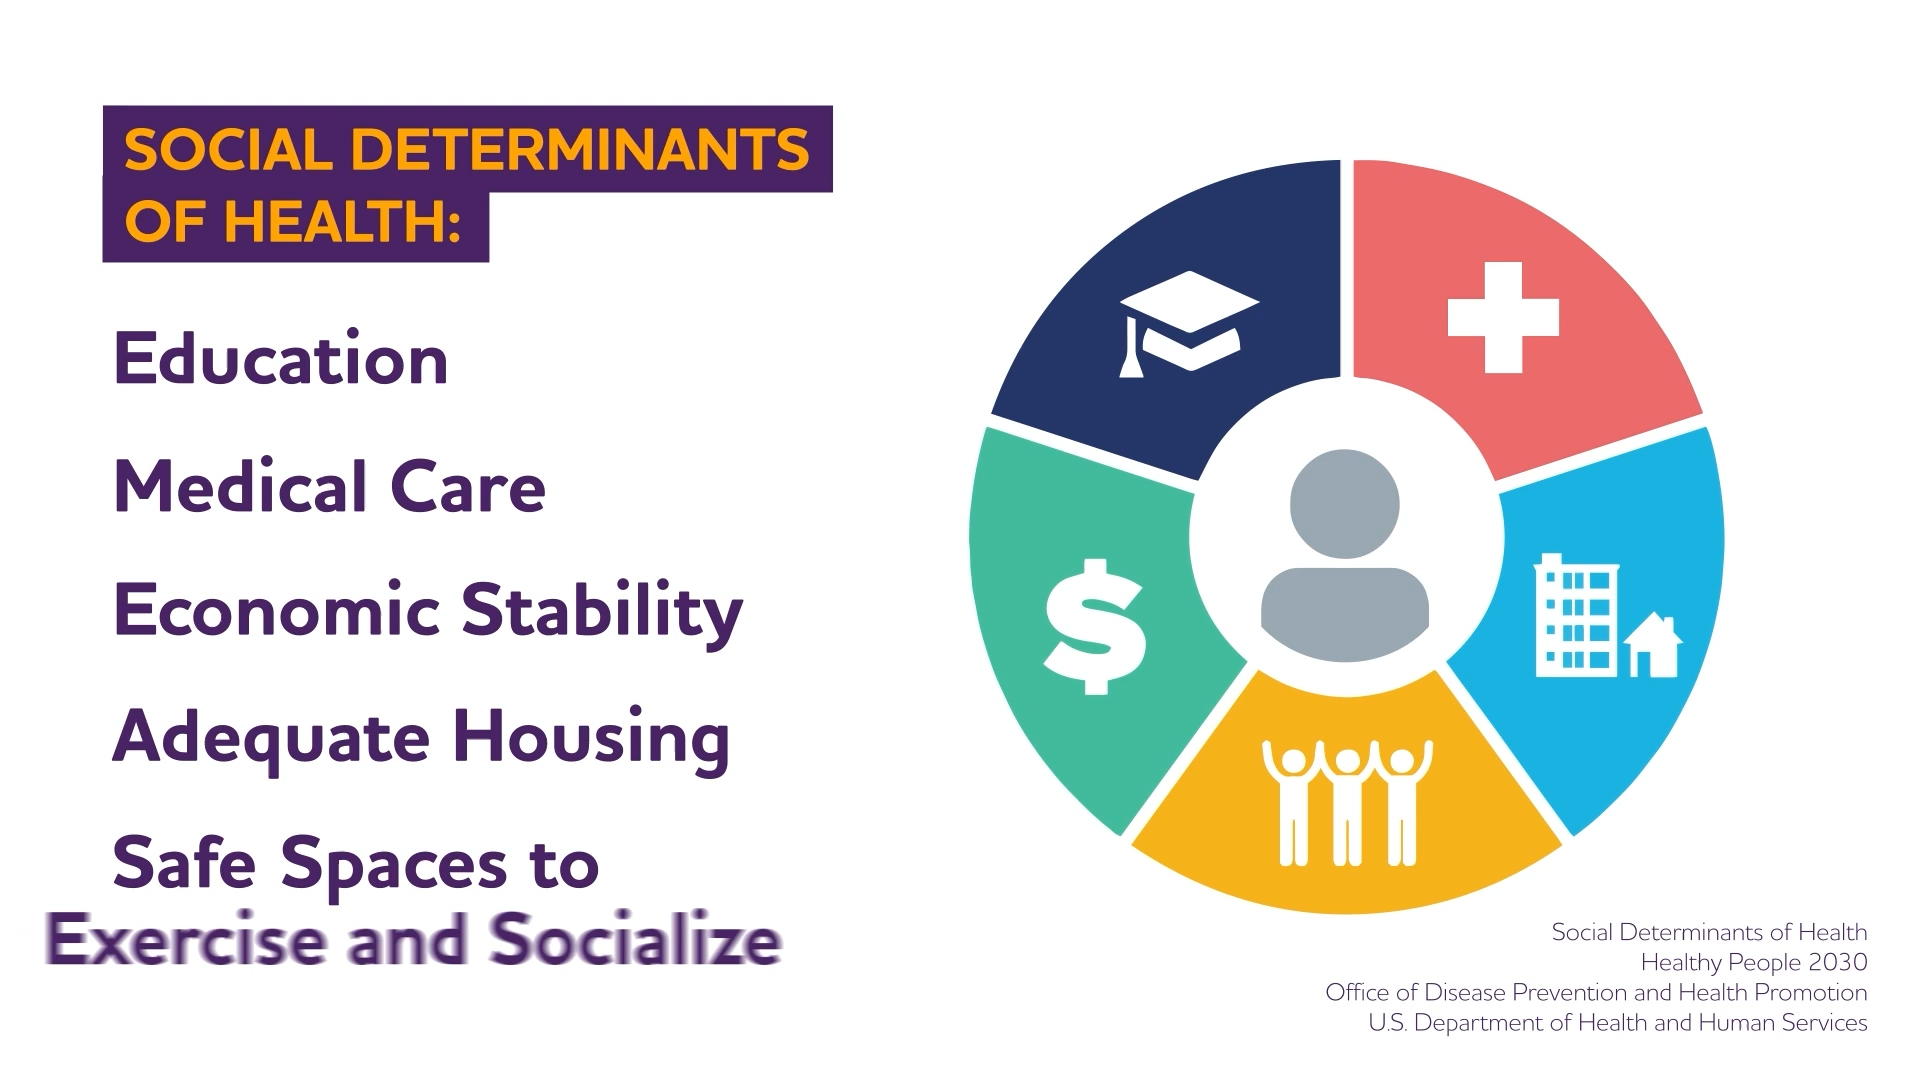 SOCIAL DETERMINANTS
OF HEALTH:
Education
Medical Care
Economic Stability
Adequate Housing
Safe Spaces to
Exercise and Socialize
$
Social Determinants of Health
Healthy People 2030
Office of Disease Prevention and Health Promotion
U.S. Department of Health and Human Services